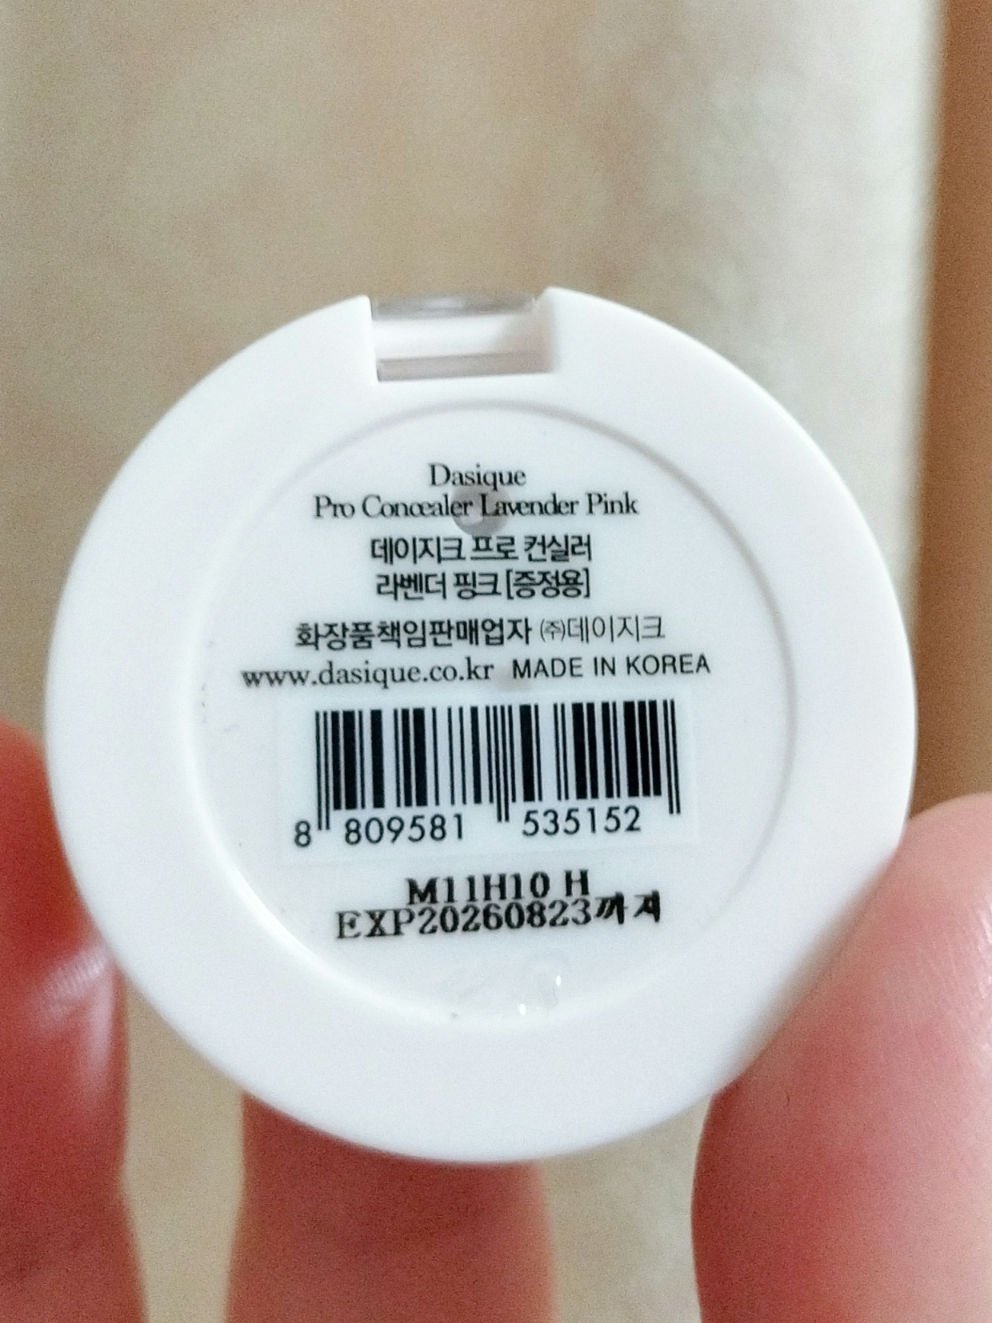 Dasique
Pro Concealer Lavender Pink
데이지크 프로 컨실러
라벤더 핑크 [증정용]
화장품책임판매업자 ㈜데이지크
www.dasique.co.kr MADE IN KOREA
8 809581 535152
M11H10 H
EXP20260823까지